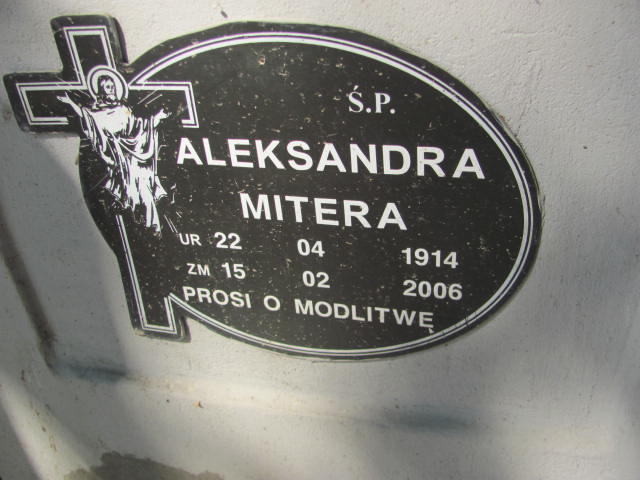 Ś.P.
ALEKSANDRA
MITERA
UR 22 04 1914
ZM 15 02 2006
PROSI O MODLITWĘ